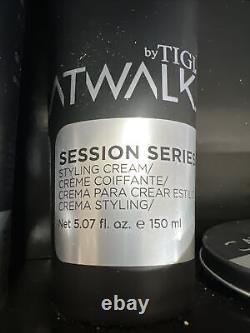 by TIGI
ATWALK
SESSION SERIES
STYLING CREAM/
CRÈME COIFFANTE/
CREMA PARA CREAR ESTIL
CREMA STYLING/
Net 5.07 fl. oz. e 150 ml